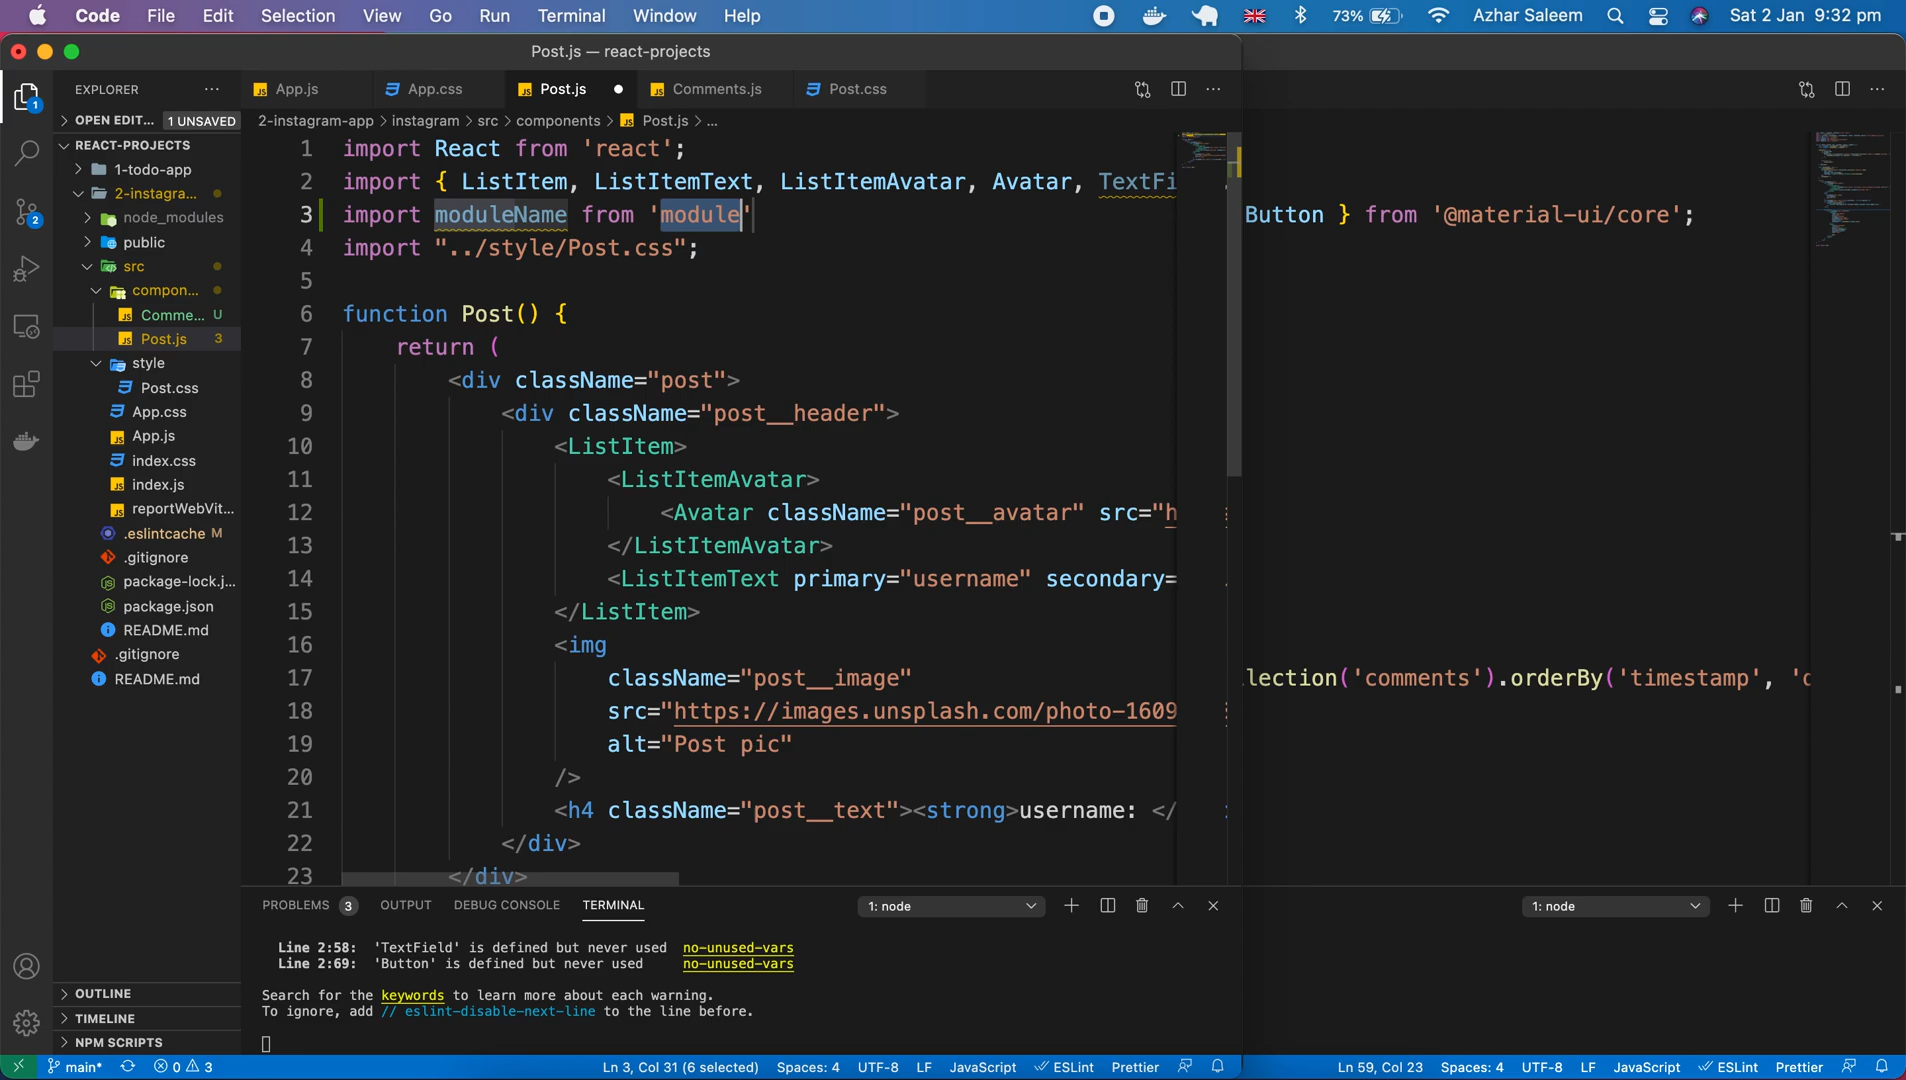 Code File Edit Selection View Go Run Terminal Window Help
73% Azhar Saleem Sat 2 Jan 9:32 pm
Post.js — react-projects
EXPLORER
App.js
App.css
Post.js
Comments.js
Post.css
OPEN EDIT... 1 UNSAVED
2-instagram-app > instagram > src > components > Post.js > ...
REACT-PROJECTS
1-todo-app
2-instagra...
node_modules
public
src
compon...
Comme... U
Post.js 3
style
Post.css
App.css
App.js
index.css
index.js
reportWebVit...
.eslintcache M
.gitignore
package-lock.j...
package.json
README.md
.gitignore
README.md
OUTLINE
TIMELINE
NPM SCRIPTS
1 import React from 'react';
2 import { ListItem, ListItemText, ListItemAvatar, Avatar, TextFi
3 import moduleName from 'module'
4 import "../style/Post.css";
5
6 function Post() {
7 return (
8 <div className="post">
9 <div className="post__header">
10 <ListItem>
11 <ListItemAvatar>
12 <Avatar className="post__avatar" src="h
13 </ListItemAvatar>
14 <ListItemText primary="username" secondary=
15 </ListItem>
16 <img
17 className="post__image"
18 src="https://images.unsplash.com/photo-1609
19 alt="Post pic"
20 />
21 <h4 className="post__text"><strong>username: </
22 </div>
23 </div>
Button } from '@material-ui/core';
llection('comments').orderBy('timestamp', 'd
PROBLEMS 3 OUTPUT DEBUG CONSOLE TERMINAL 1: node
1: node
Line 2:58: 'TextField' is defined but never used no-unused-vars
Line 2:69: 'Button' is defined but never used no-unused-vars
Search for the keywords to learn more about each warning.
To ignore, add // eslint-disable-next-line to the line before.
main* 0 3 Ln 3, Col 31 (6 selected) Spaces: 4 UTF-8 LF JavaScript ESLint Prettier
Ln 59, Col 23 Spaces: 4 UTF-8 LF JavaScript ESLint Prettier